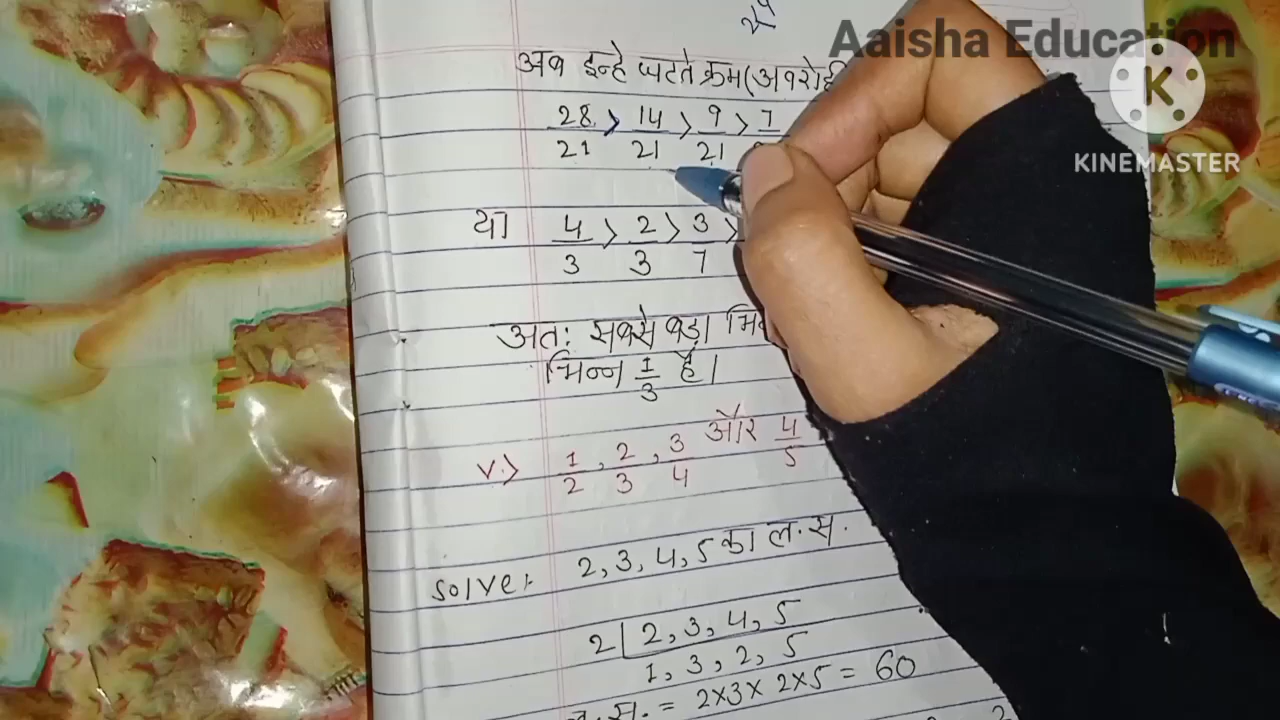 Aaisha Education
K
KINEMASTER
अब इन्हे घटते क्रम(अवरोही
28/21 > 14/21 > 9/21 > 7
या 4/3 > 2/3 > 3/7 >
अतः सबसे बड़ा
भिन्न 1/3 है।
v.> 1/2, 2/3, 3/4 और 4/5
Solve:- 2, 3, 4, 5 का ल.स.
2 | 2, 3, 4, 5
1, 3, 2, 5
ल.स. = 2×3×2×5 = 60